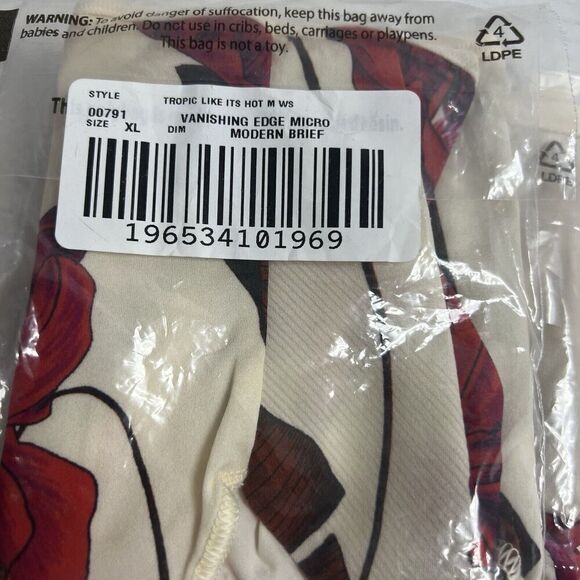 WARNING: To avoid danger of suffocation, keep this bag away from
babies and children. Do not use in cribs, beds, carriages or playpens.
This bag is not a toy.
4
LDPE
STYLE TROPIC LIKE ITS HOT M WS
00791 VANISHING EDGE MICRO
SIZE XL DIM MODERN BRIEF
196534101969
4
LDPE